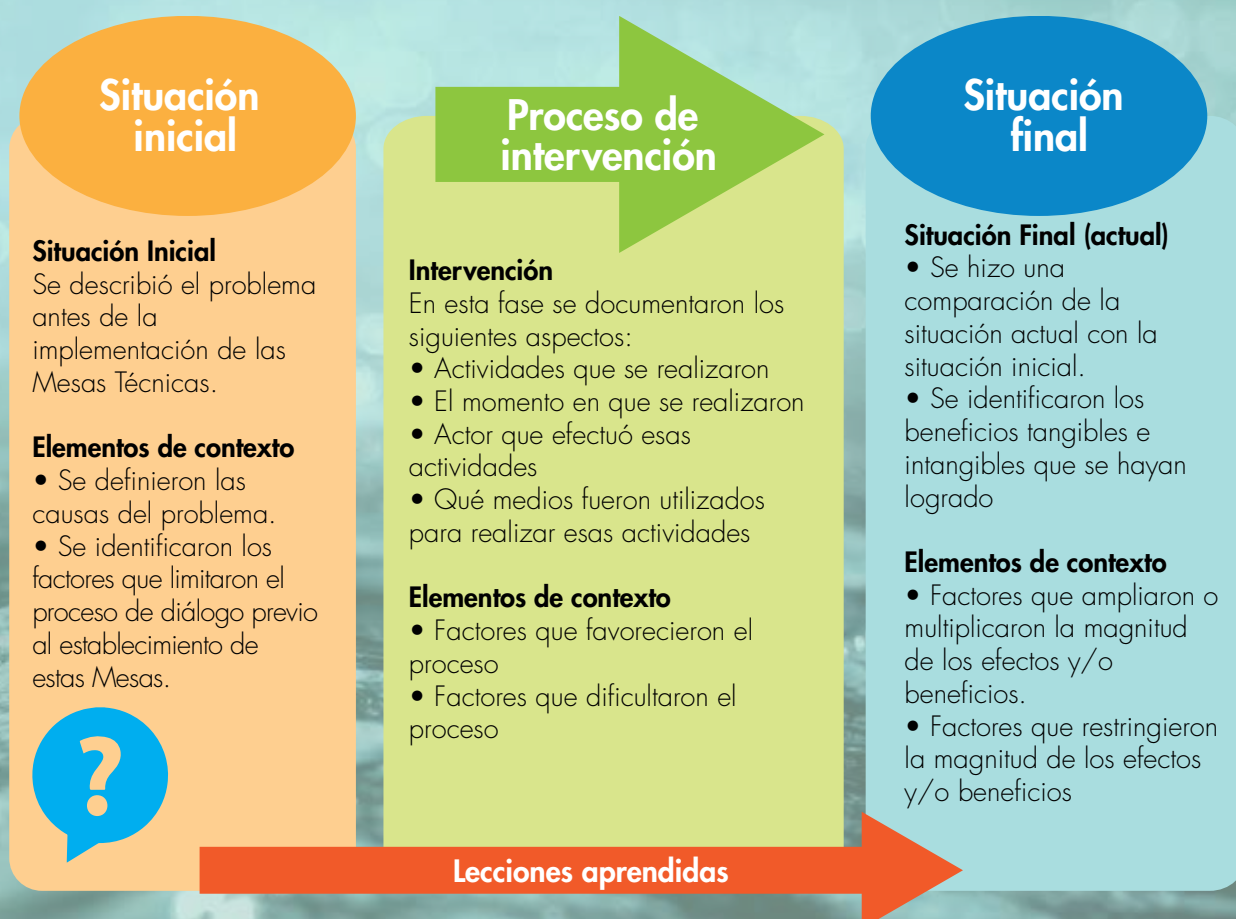 Situación
inicial
Situación Inicial
Se describió el problema
antes de la
implementación de las
Mesas Técnicas.
Elementos de contexto
• Se definieron las
causas del problema.
• Se identificaron los
factores que limitaron el
proceso de diálogo previo
al establecimiento de
estas Mesas.
?
Proceso de
intervención
Intervención
En esta fase se documentaron los
siguientes aspectos:
• Actividades que se realizaron
• El momento en que se realizaron
• Actor que efectuó esas
actividades
• Qué medios fueron utilizados
para realizar esas actividades
Elementos de contexto
• Factores que favorecieron el
proceso
• Factores que dificultaron el
proceso
Situación
final
Situación Final (actual)
• Se hizo una
comparación de la
situación actual con la
situación inicial.
• Se identificaron los
beneficios tangibles e
intangibles que se hayan
logrado
Elementos de contexto
• Factores que ampliaron o
multiplicaron la magnitud
de los efectos y/o
beneficios.
• Factores que restringieron
la magnitud de los efectos
y/o beneficios
Lecciones aprendidas